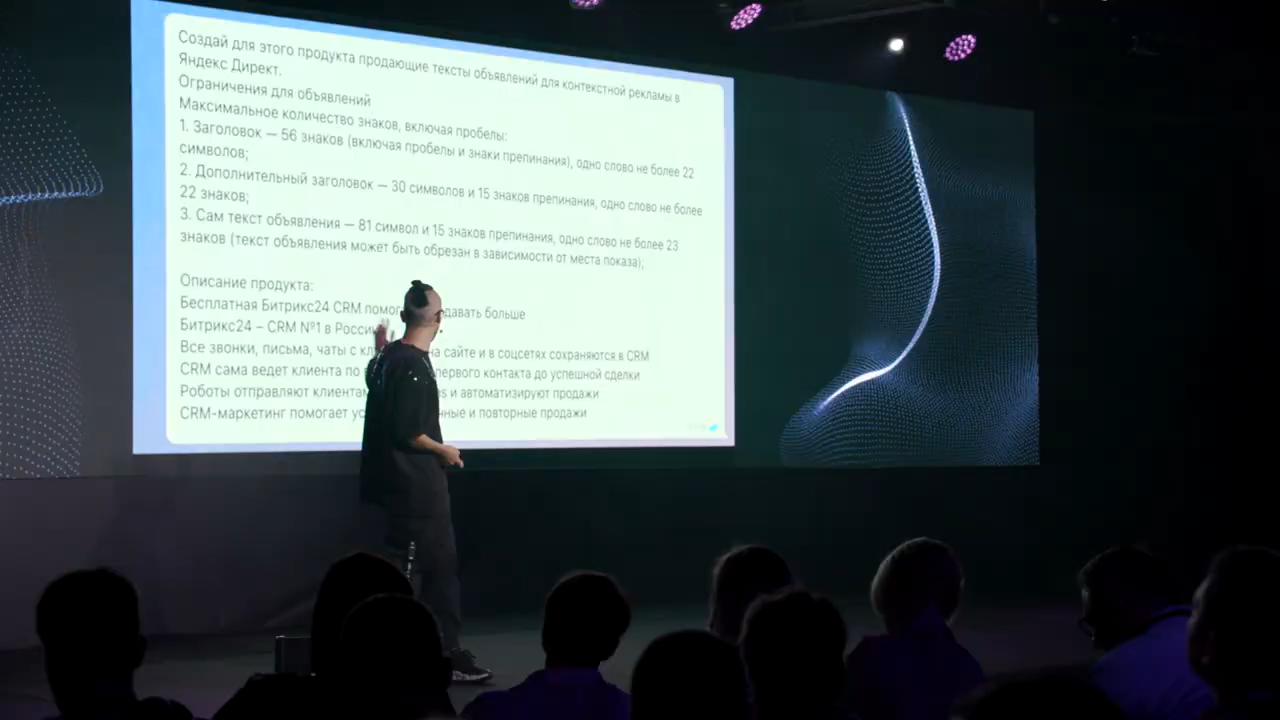 Создай для этого продукта продающие тексты объявлений для контекстной рекламы в
Яндекс Директ.
Ограничения для объявлений
Максимальное количество знаков, включая пробелы:
1. Заголовок — 56 знаков (включая пробелы и знаки препинания), одно слово не более 22
символов;
2. Дополнительный заголовок — 30 символов и 15 знаков препинания, одно слово не более
22 знаков;
3. Сам текст объявления — 81 символ и 15 знаков препинания, одно слово не более 23
знаков (текст объявления может быть обрезан в зависимости от места показа);
Описание продукта:
Бесплатная Битрикс24 CRM больше
Битрикс24 – CRM №1 в России
Все звонки, письма, чаты с на сайте и в соцсетях сохраняются в CRM
CRM сама ведет клиента по первого контакта до успешной сделки
Роботы отправляют и автоматизируют продажи
CRM-маркетинг помогает и повторные продажи